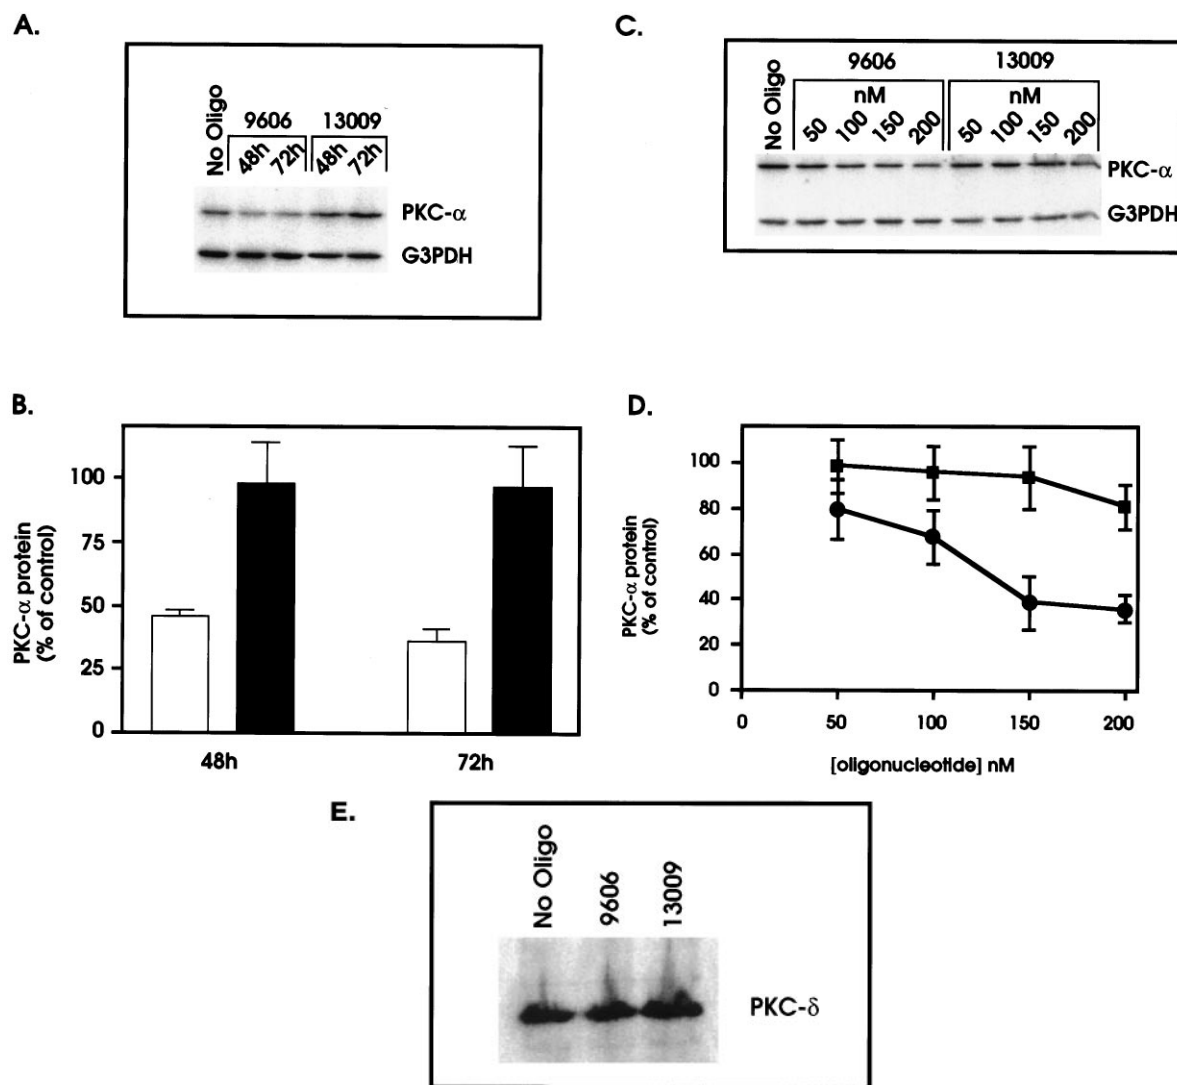 A.
No Oligo
9606
13009
48h
72h
48h
72h
PKC-α
G3PDH
C.
No Oligo
9606
13009
nM
nM
50
100
150
200
50
100
150
200
PKC-α
G3PDH
B.
PKC-α protein
(% of control)
100
75
50
25
0
48h
72h
D.
PKC-α protein
(% of control)
100
80
60
40
20
0
0
50
100
150
200
[oligonucleotide] nM
E.
No Oligo
9606
13009
PKC-δ